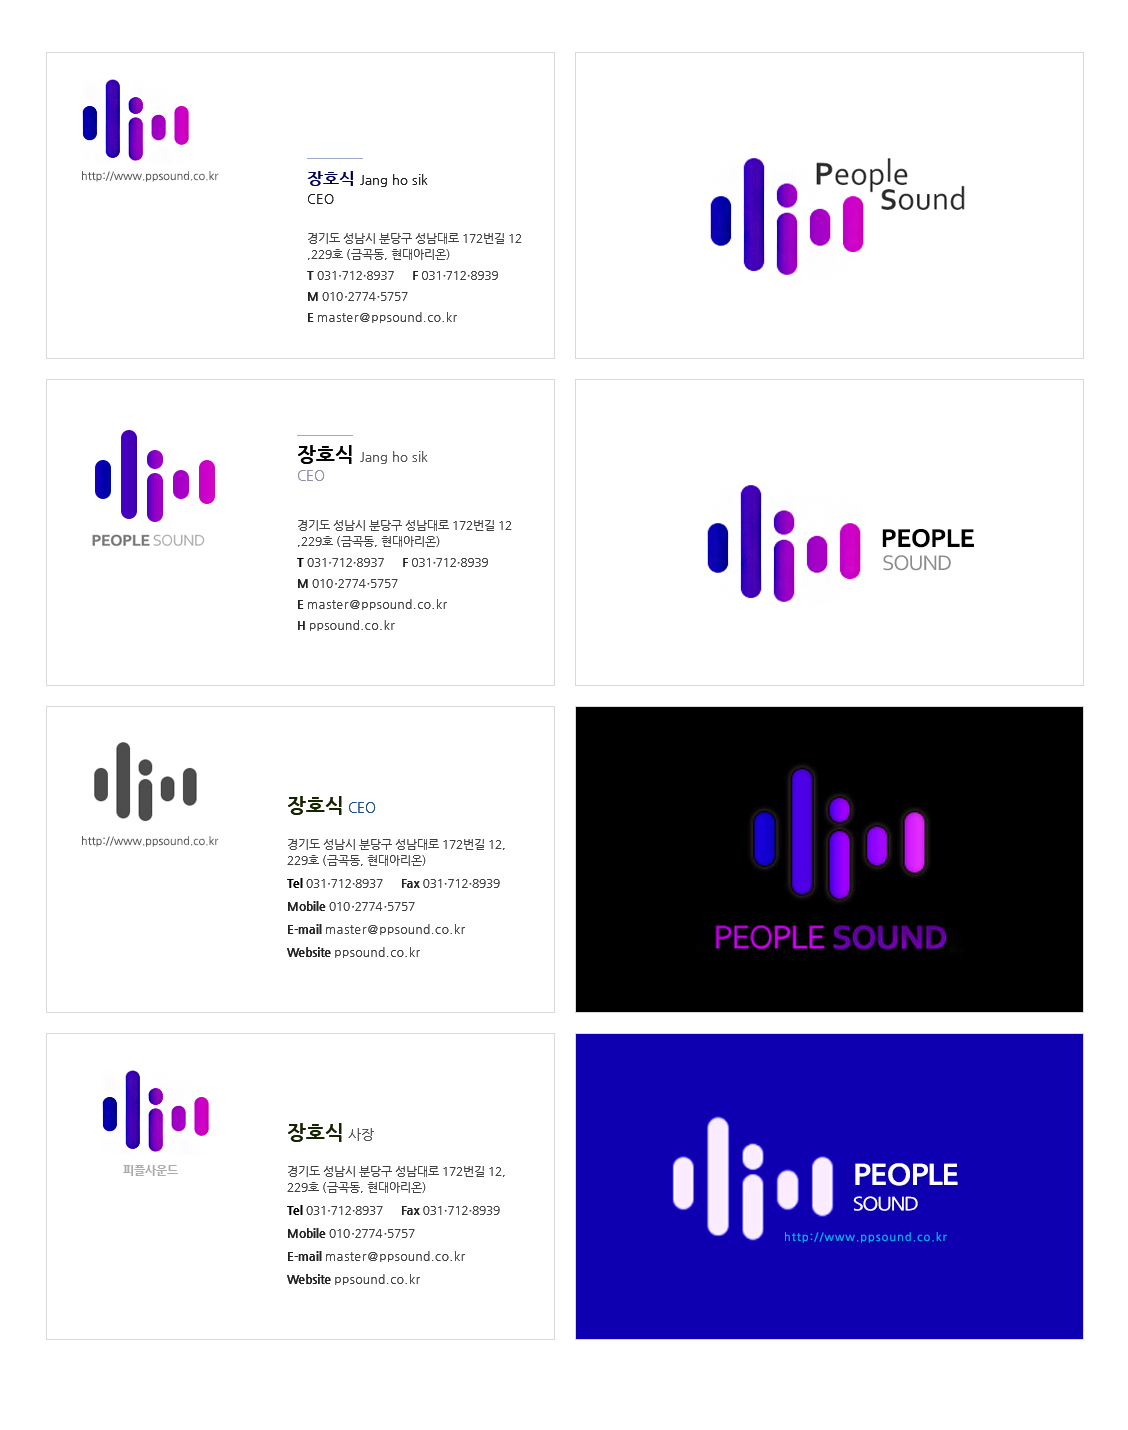 http://www.ppsound.co.kr
장호식 Jang ho sik
CEO
경기도 성남시 분당구 성남대로 172번길 12
,229호 (금곡동, 현대아리온)
T 031·712·8937 F 031·712·8939
M 010·2774·5757
E master@ppsound.co.kr
People
Sound
PEOPLE SOUND
장호식 Jang ho sik
CEO
경기도 성남시 분당구 성남대로 172번길 12
,229호 (금곡동, 현대아리온)
T 031·712·8937 F 031·712·8939
M 010·2774·5757
E master@ppsound.co.kr
H ppsound.co.kr
PEOPLE
SOUND
http://www.ppsound.co.kr
장호식 CEO
경기도 성남시 분당구 성남대로 172번길 12,
229호 (금곡동, 현대아리온)
Tel 031·712·8937 Fax 031·712·8939
Mobile 010·2774·5757
E-mail master@ppsound.co.kr
Website ppsound.co.kr
PEOPLE SOUND
피플사운드
장호식 사장
경기도 성남시 분당구 성남대로 172번길 12,
229호 (금곡동, 현대아리온)
Tel 031·712·8937 Fax 031·712·8939
Mobile 010·2774·5757
E-mail master@ppsound.co.kr
Website ppsound.co.kr
PEOPLE
SOUND
http://www.ppsound.co.kr